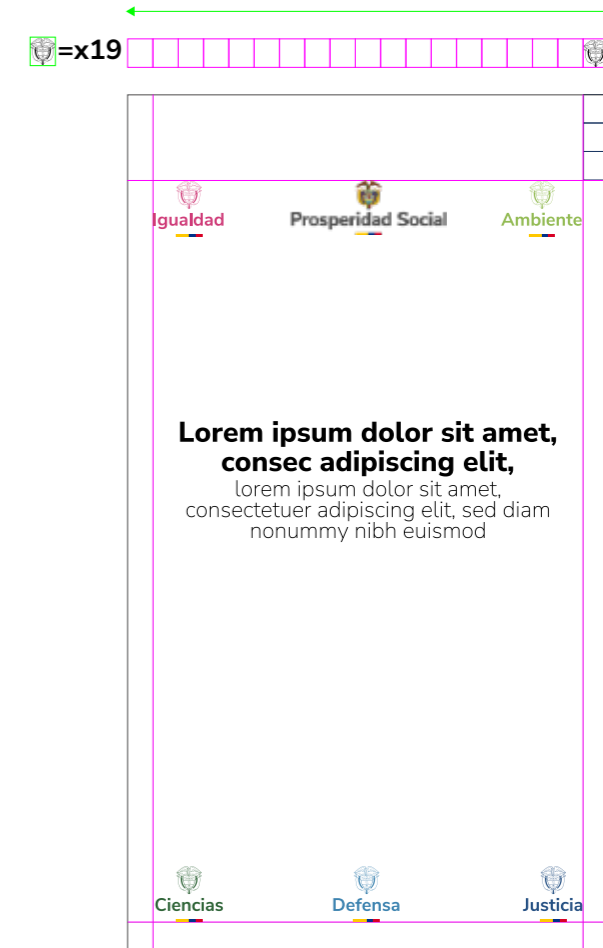 =x19
Igualdad
Prosperidad Social
Ambiente
Lorem ipsum dolor sit amet,
consec adipiscing elit,
lorem ipsum dolor sit amet,
consectetuer adipiscing elit, sed diam
nonummy nibh euismod
Ciencias
Defensa
Justicia